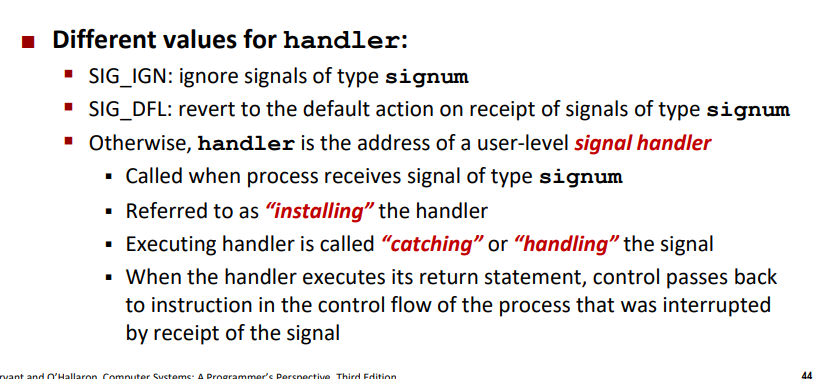 Different values for handler:
SIG_IGN: ignore signals of type signum
SIG_DFL: revert to the default action on receipt of signals of type signum
Otherwise, handler is the address of a user-level signal handler
Called when process receives signal of type signum
Referred to as “installing” the handler
Executing handler is called “catching” or “handling” the signal
When the handler executes its return statement, control passes back
to instruction in the control flow of the process that was interrupted
by receipt of the signal
ryant and O’Hallaron, Computer Systems: A Programmer’s Perspective, Third Edition
44